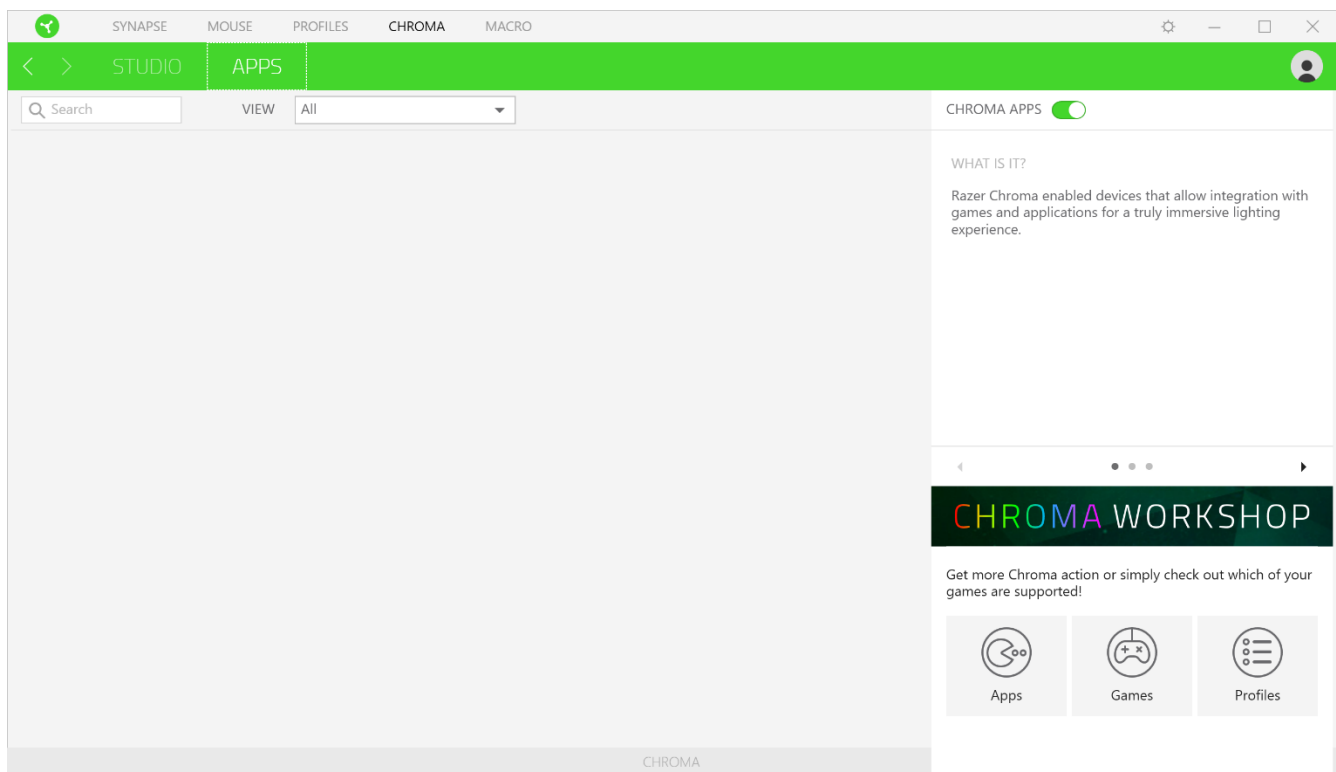 SYNAPSE MOUSE PROFILES CHROMA MACRO
STUDIO APPS
Search VIEW All CHROMA APPS
WHAT IS IT?
Razer Chroma enabled devices that allow integration with
games and applications for a truly immersive lighting
experience.
CHROMA WORKSHOP
Get more Chroma action or simply check out which of your
games are supported!
Apps Games Profiles
CHROMA